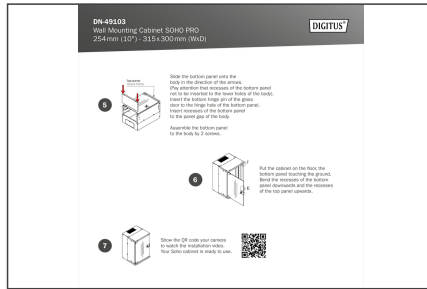 DN-49103
Wall Mounting Cabinet SOHO PRO
254 mm (10") - 315 x 300 mm (WxD)
DIGITUS®
5
Slide the bottom panel onto the
body in the direction of the arrows.
(Pay attention that recesses of the bottom panel
not to be inserted to the lower holes of the body).
Insert the bottom hinge pin of the glass
door to the hinge hole of the bottom panel.
Insert recesses of the bottom panel
to the panel gap of the body.
Assemble the bottom panel
to the body by 2 screws.
6
Put the cabinet on the floor, the
bottom panel touching the ground.
Bend the recesses of the bottom
panel downwards and the recesses
of the top panel upwards.
7
Show the QR code your camera
to watch the installation video.
Your Soho cabinet is ready to use.